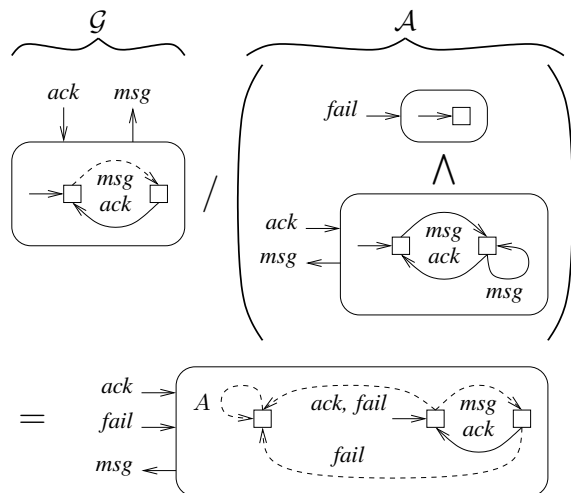 𝒢 𝒜
ack msg
fail
msg
ack
/
∧
ack
msg
msg
ack
msg
=
ack
fail
msg
A
ack, fail
msg
ack
fail